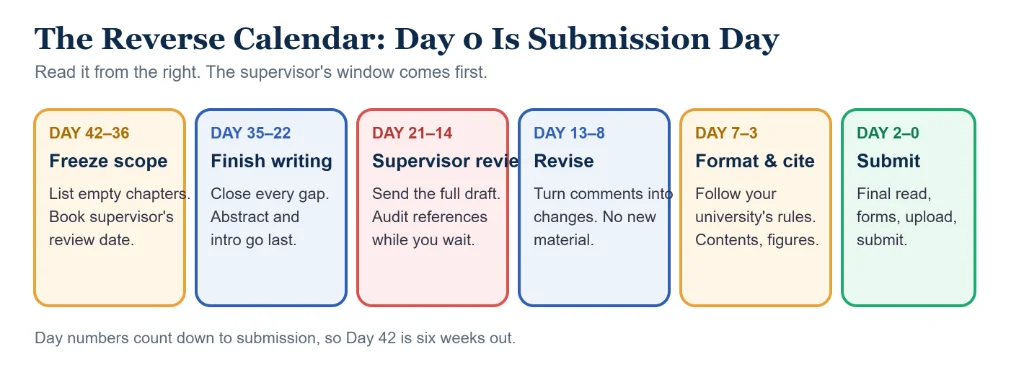 The Reverse Calendar: Day 0 Is Submission Day
Read it from the right. The supervisor's window comes first.
DAY 42–36
Freeze scope
List empty chapters.
Book supervisor's
review date.
DAY 35–22
Finish writing
Close every gap.
Abstract and
intro go last.
DAY 21–14
Supervisor revie
Send the full draft.
Audit references
while you wait.
DAY 13–8
Revise
Turn comments into
changes. No new
material.
DAY 7–3
Format & cite
Follow your
university's rules.
Contents, figures.
DAY 2–0
Submit
Final read,
forms, upload,
submit.
Day numbers count down to submission, so Day 42 is six weeks out.